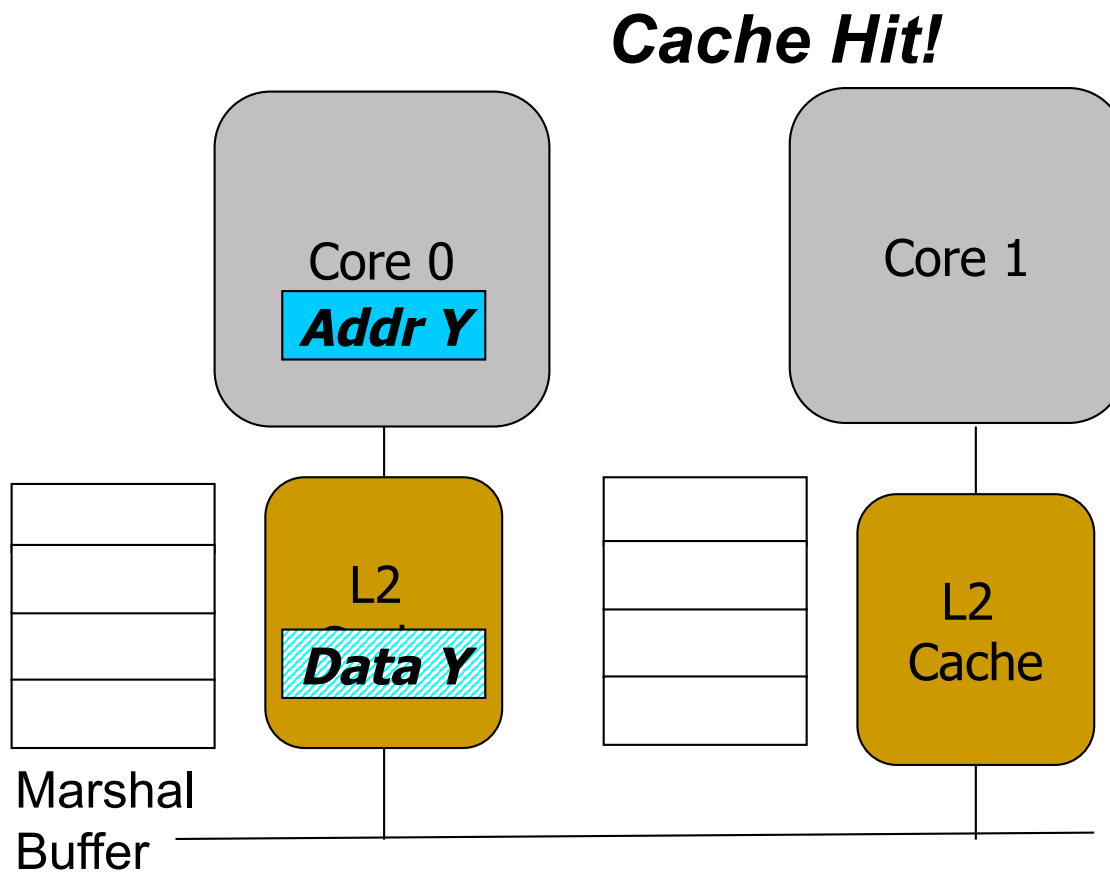 Cache Hit!
Core 0
Addr Y
Core 1
L2
Data Y
L2
Cache
Marshal
Buffer